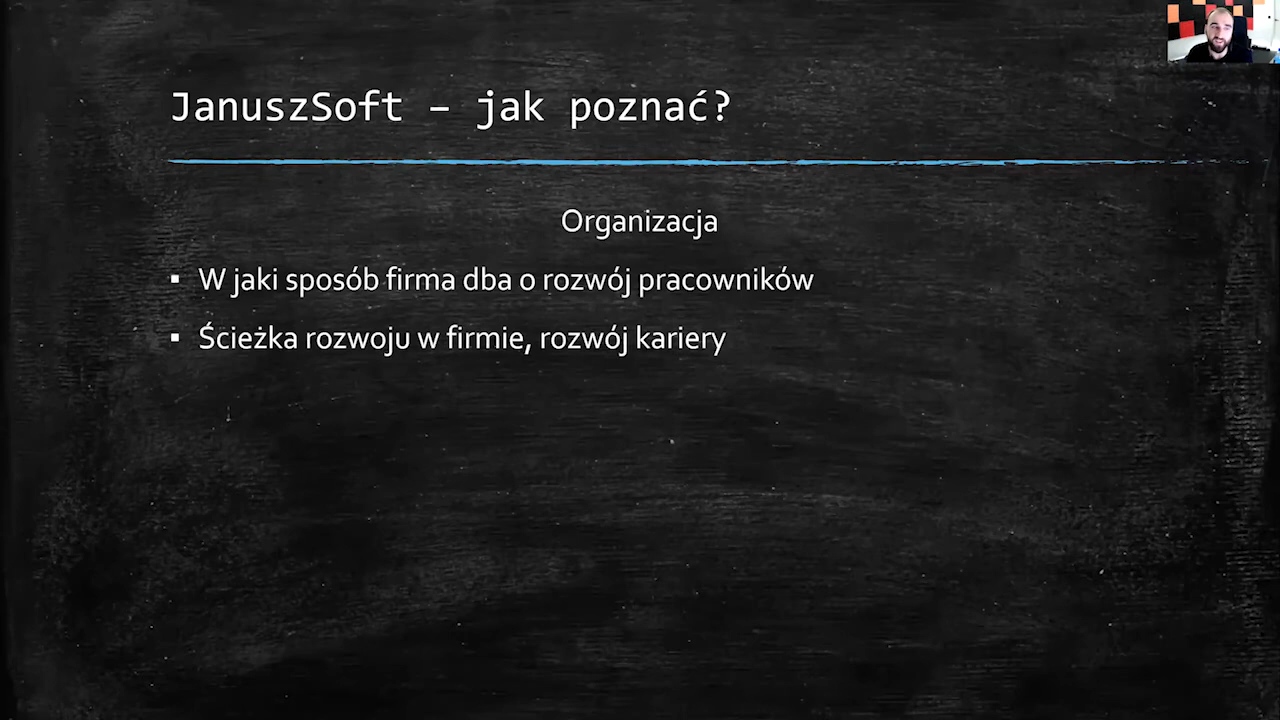 JanuszSoft – jak poznać?
Organizacja
▪ W jaki sposób firma dba o rozwój pracowników
▪ Ścieżka rozwoju w firmie, rozwój kariery